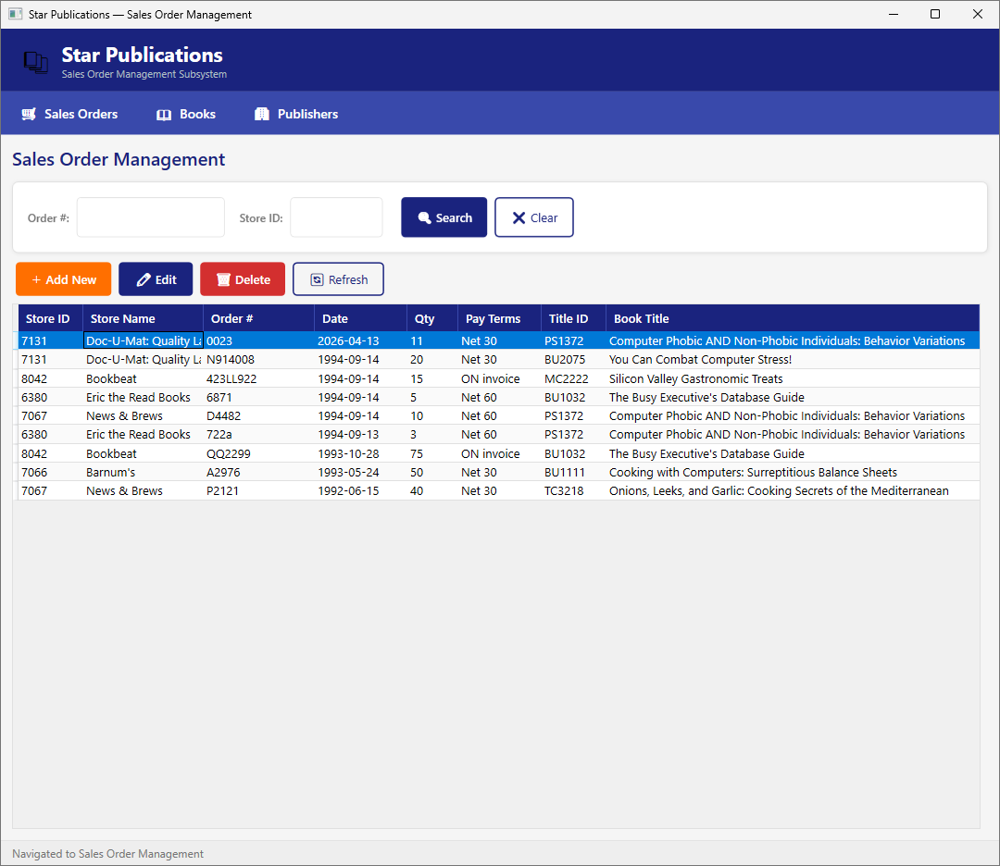 Star Publications — Sales Order Management
Star Publications
Sales Order Management Subsystem
Sales Orders Books Publishers
Sales Order Management
Order #: Store ID: Search Clear
+ Add New Edit Delete Refresh
Store ID Store Name Order # Date Qty Pay Terms Title ID Book Title
7131 Doc-U-Mat: Quality La 0023 2026-04-13 11 Net 30 PS1372 Computer Phobic AND Non-Phobic Individuals: Behavior Variations
7131 Doc-U-Mat: Quality La N914008 1994-09-14 20 Net 30 BU2075 You Can Combat Computer Stress!
8042 Bookbeat 423LL922 1994-09-14 15 ON invoice MC2222 Silicon Valley Gastronomic Treats
6380 Eric the Read Books 6871 1994-09-14 5 Net 60 BU1032 The Busy Executive's Database Guide
7067 News & Brews D4482 1994-09-14 10 Net 60 PS1372 Computer Phobic AND Non-Phobic Individuals: Behavior Variations
6380 Eric the Read Books 722a 1994-09-13 3 Net 60 PS1372 Computer Phobic AND Non-Phobic Individuals: Behavior Variations
8042 Bookbeat QQ2299 1993-10-28 75 ON invoice BU1032 The Busy Executive's Database Guide
7066 Barnum's A2976 1993-05-24 50 Net 30 BU1111 Cooking with Computers: Surreptitious Balance Sheets
7067 News & Brews P2121 1992-06-15 40 Net 30 TC3218 Onions, Leeks, and Garlic: Cooking Secrets of the Mediterranean
Navigated to Sales Order Management